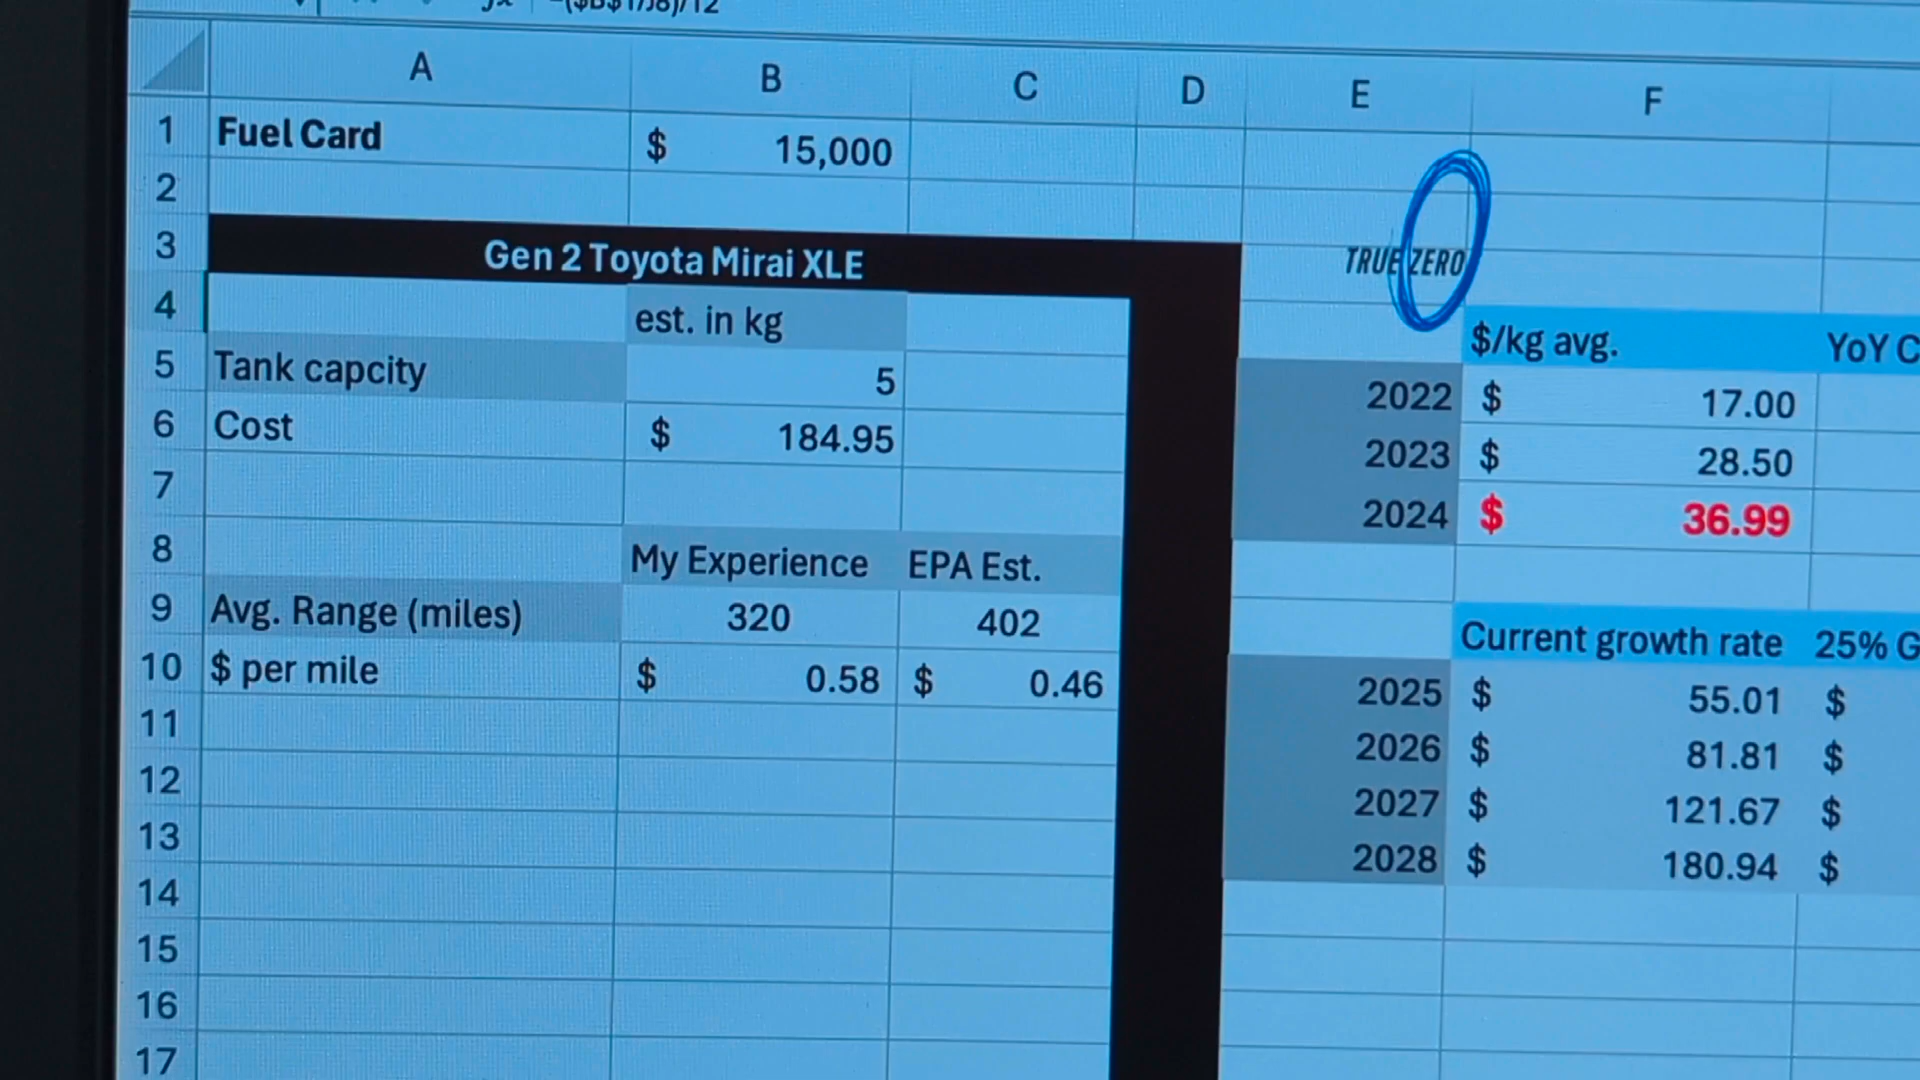 A B C D E F
1 Fuel Card $ 15,000
2
3 Gen 2 Toyota Mirai XLE TRUE ZERO
4 est. in kg $/kg avg. YoY C
5 Tank capcity 5 2022 $ 17.00
6 Cost $ 184.95 2023 $ 28.50
7 2024 $ 36.99
8 My Experience EPA Est.
9 Avg. Range (miles) 320 402 Current growth rate 25% G
10 $ per mile $ 0.58 $ 0.46 2025 $ 55.01 $
11 2026 $ 81.81 $
12 2027 $ 121.67 $
13 2028 $ 180.94 $
14
15
16
17